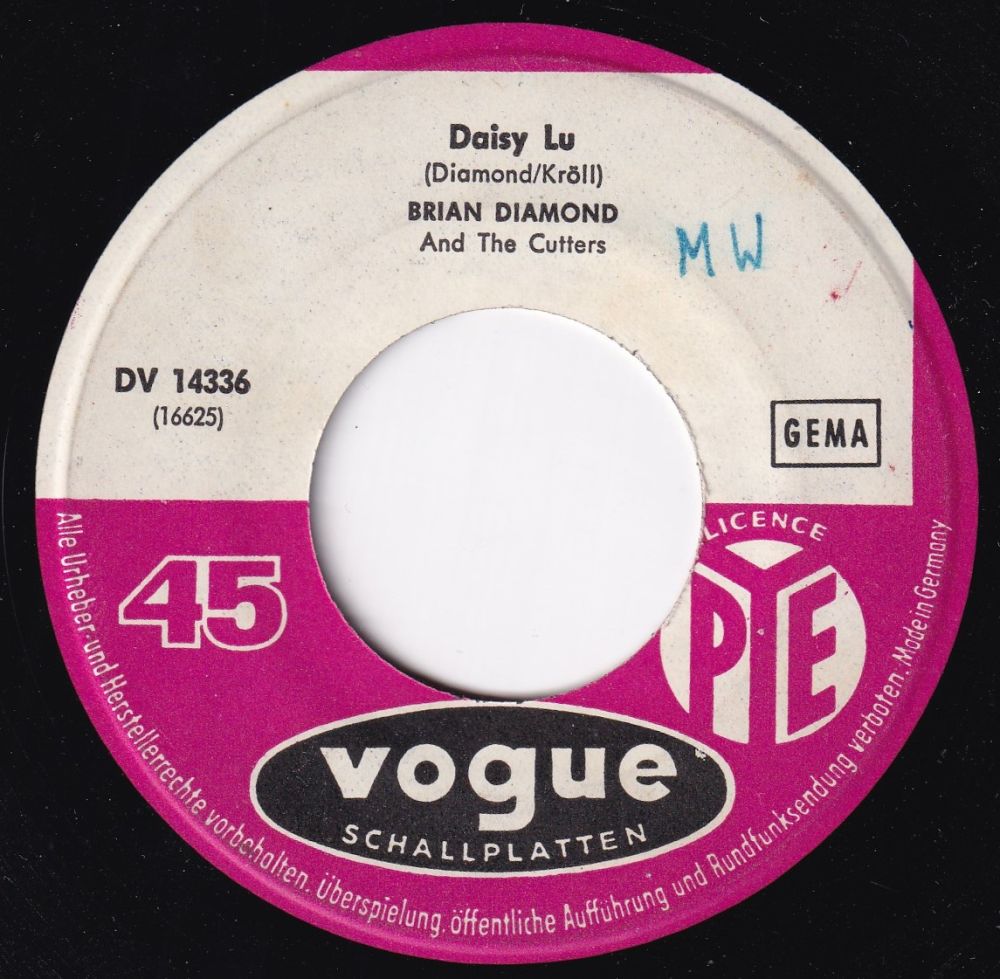 Daisy Lu
(Diamond/Kröll)
BRIAN DIAMOND
And The Cutters
MW
DV 14336
(16625)
GEMA
45
LICENCE
PYE
vogue
SCHALLPLATTEN
Alle Urheber- und Herstellerrechte vorbehalten. Überspielung, öffentliche Aufführung und Rundfunksendung verboten. Made in Germany